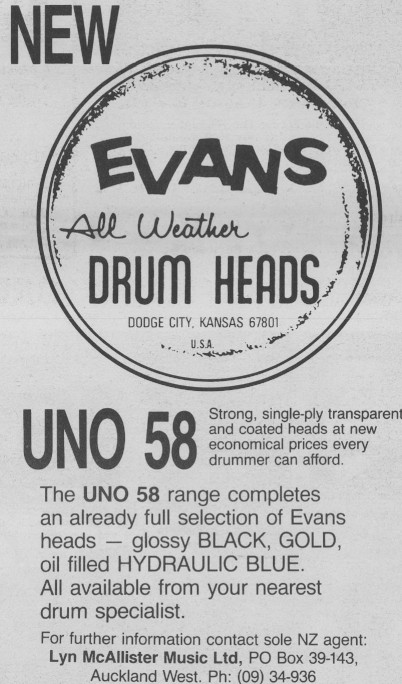 NEW
EVANS
All Weather
DRUM HEADS
DODGE CITY, KANSAS 67801
U.S.A.
UNO 58
Strong, single-ply transparent
and coated heads at new
economical prices every
drummer can afford.
The UNO 58 range completes
an already full selection of Evans
heads — glossy BLACK, GOLD,
oil filled HYDRAULIC BLUE.
All available from your nearest
drum specialist.
For further information contact sole NZ agent:
Lyn McAllister Music Ltd, PO Box 39-143,
Auckland West. Ph: (09) 34-936